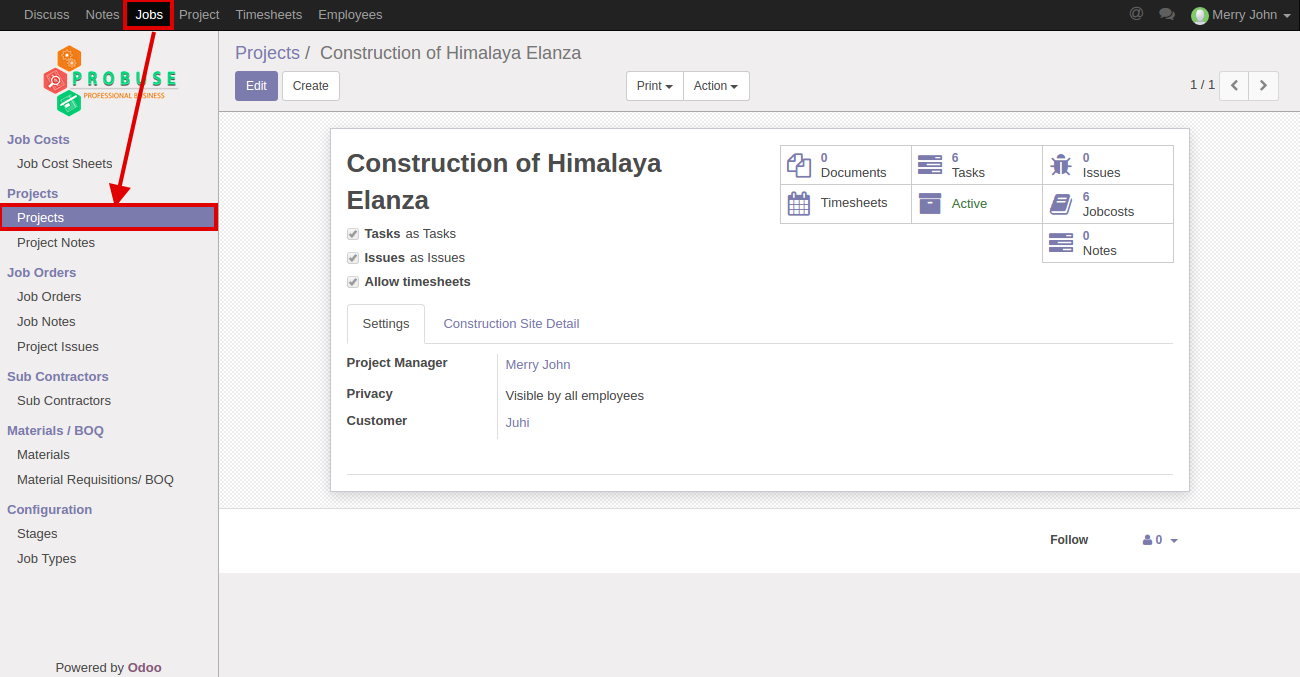 Discuss Notes Jobs Project Timesheets Employees @ Merry John
PROBUSE
PROFESSIONAL BUSINESS
Job Costs
Job Cost Sheets
Projects
Projects
Project Notes
Job Orders
Job Orders
Job Notes
Project Issues
Sub Contractors
Sub Contractors
Materials / BOQ
Materials
Material Requisitions/ BOQ
Configuration
Stages
Job Types
Powered by Odoo
Projects / Construction of Himalaya Elanza
Edit Create Print Action 1 / 1
Construction of Himalaya
Elanza
0
Documents
6
Tasks
0
Issues
Timesheets
Active
6
Jobcosts
0
Notes
Tasks as Tasks
Issues as Issues
Allow timesheets
Settings Construction Site Detail
Project Manager Merry John
Privacy Visible by all employees
Customer Juhi
Follow 0